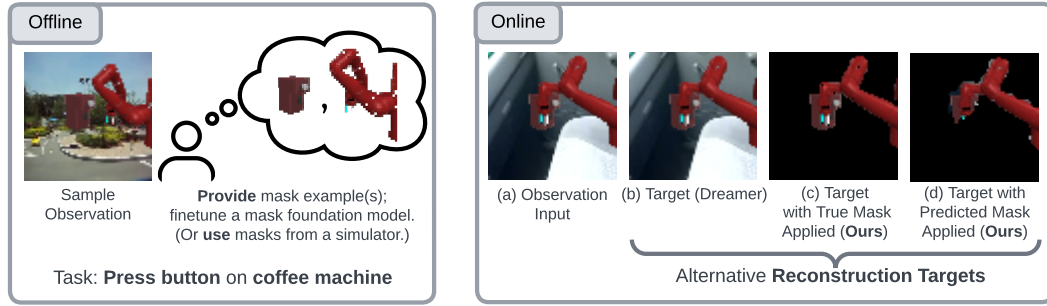 Offline
Sample
Observation
Provide mask example(s);
finetune a mask foundation model.
(Or use masks from a simulator.)
Task: Press button on coffee machine
Online
(a) Observation
Input
(b) Target (Dreamer)
(c) Target
with True Mask
Applied (Ours)
(d) Target with
Predicted Mask
Applied (Ours)
Alternative Reconstruction Targets